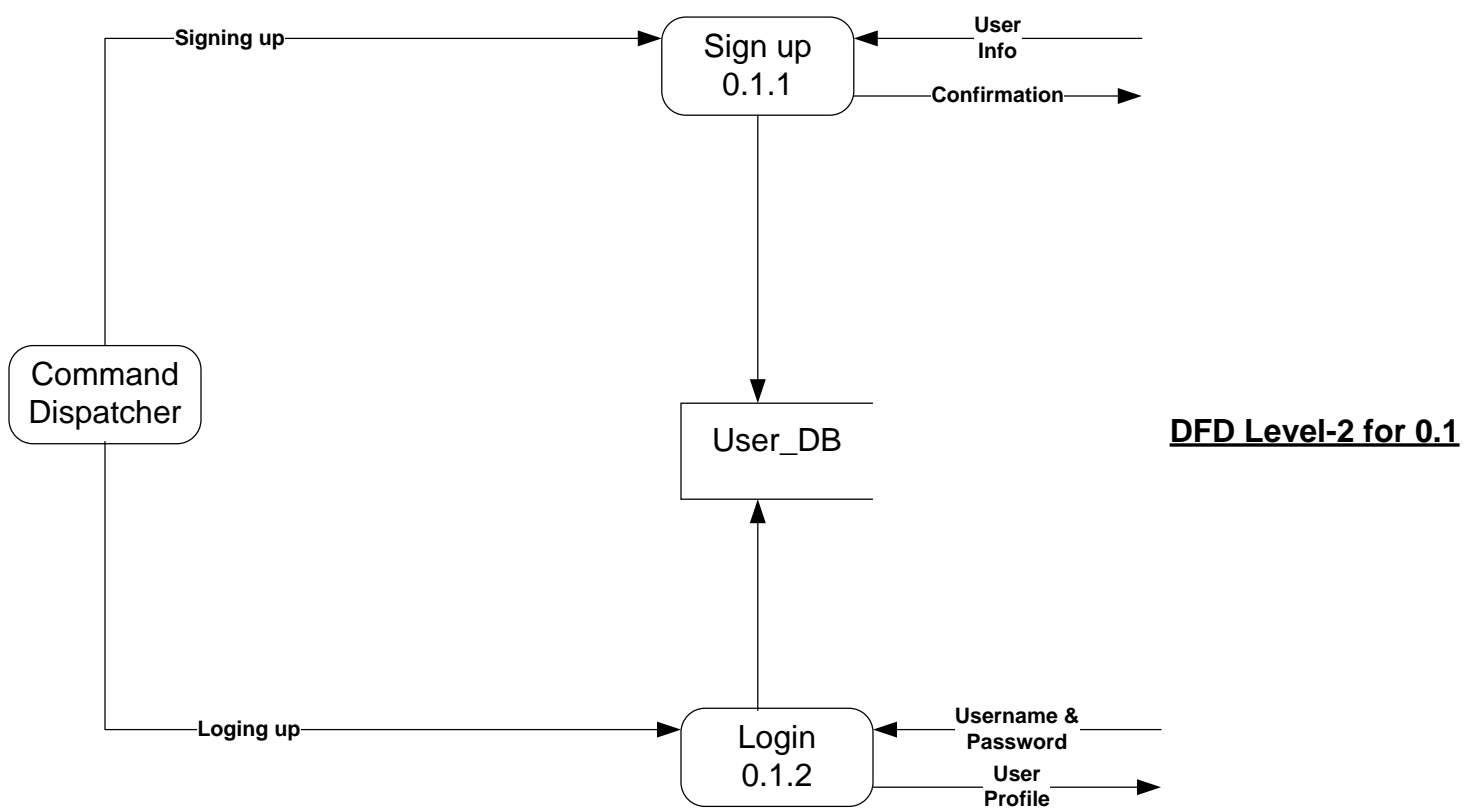 Signing up
Sign up
0.1.1
User
Info
Confirmation
Command
Dispatcher
User_DB
DFD Level-2 for 0.1
Loging up
Login
0.1.2
Username &
Password
User
Profile